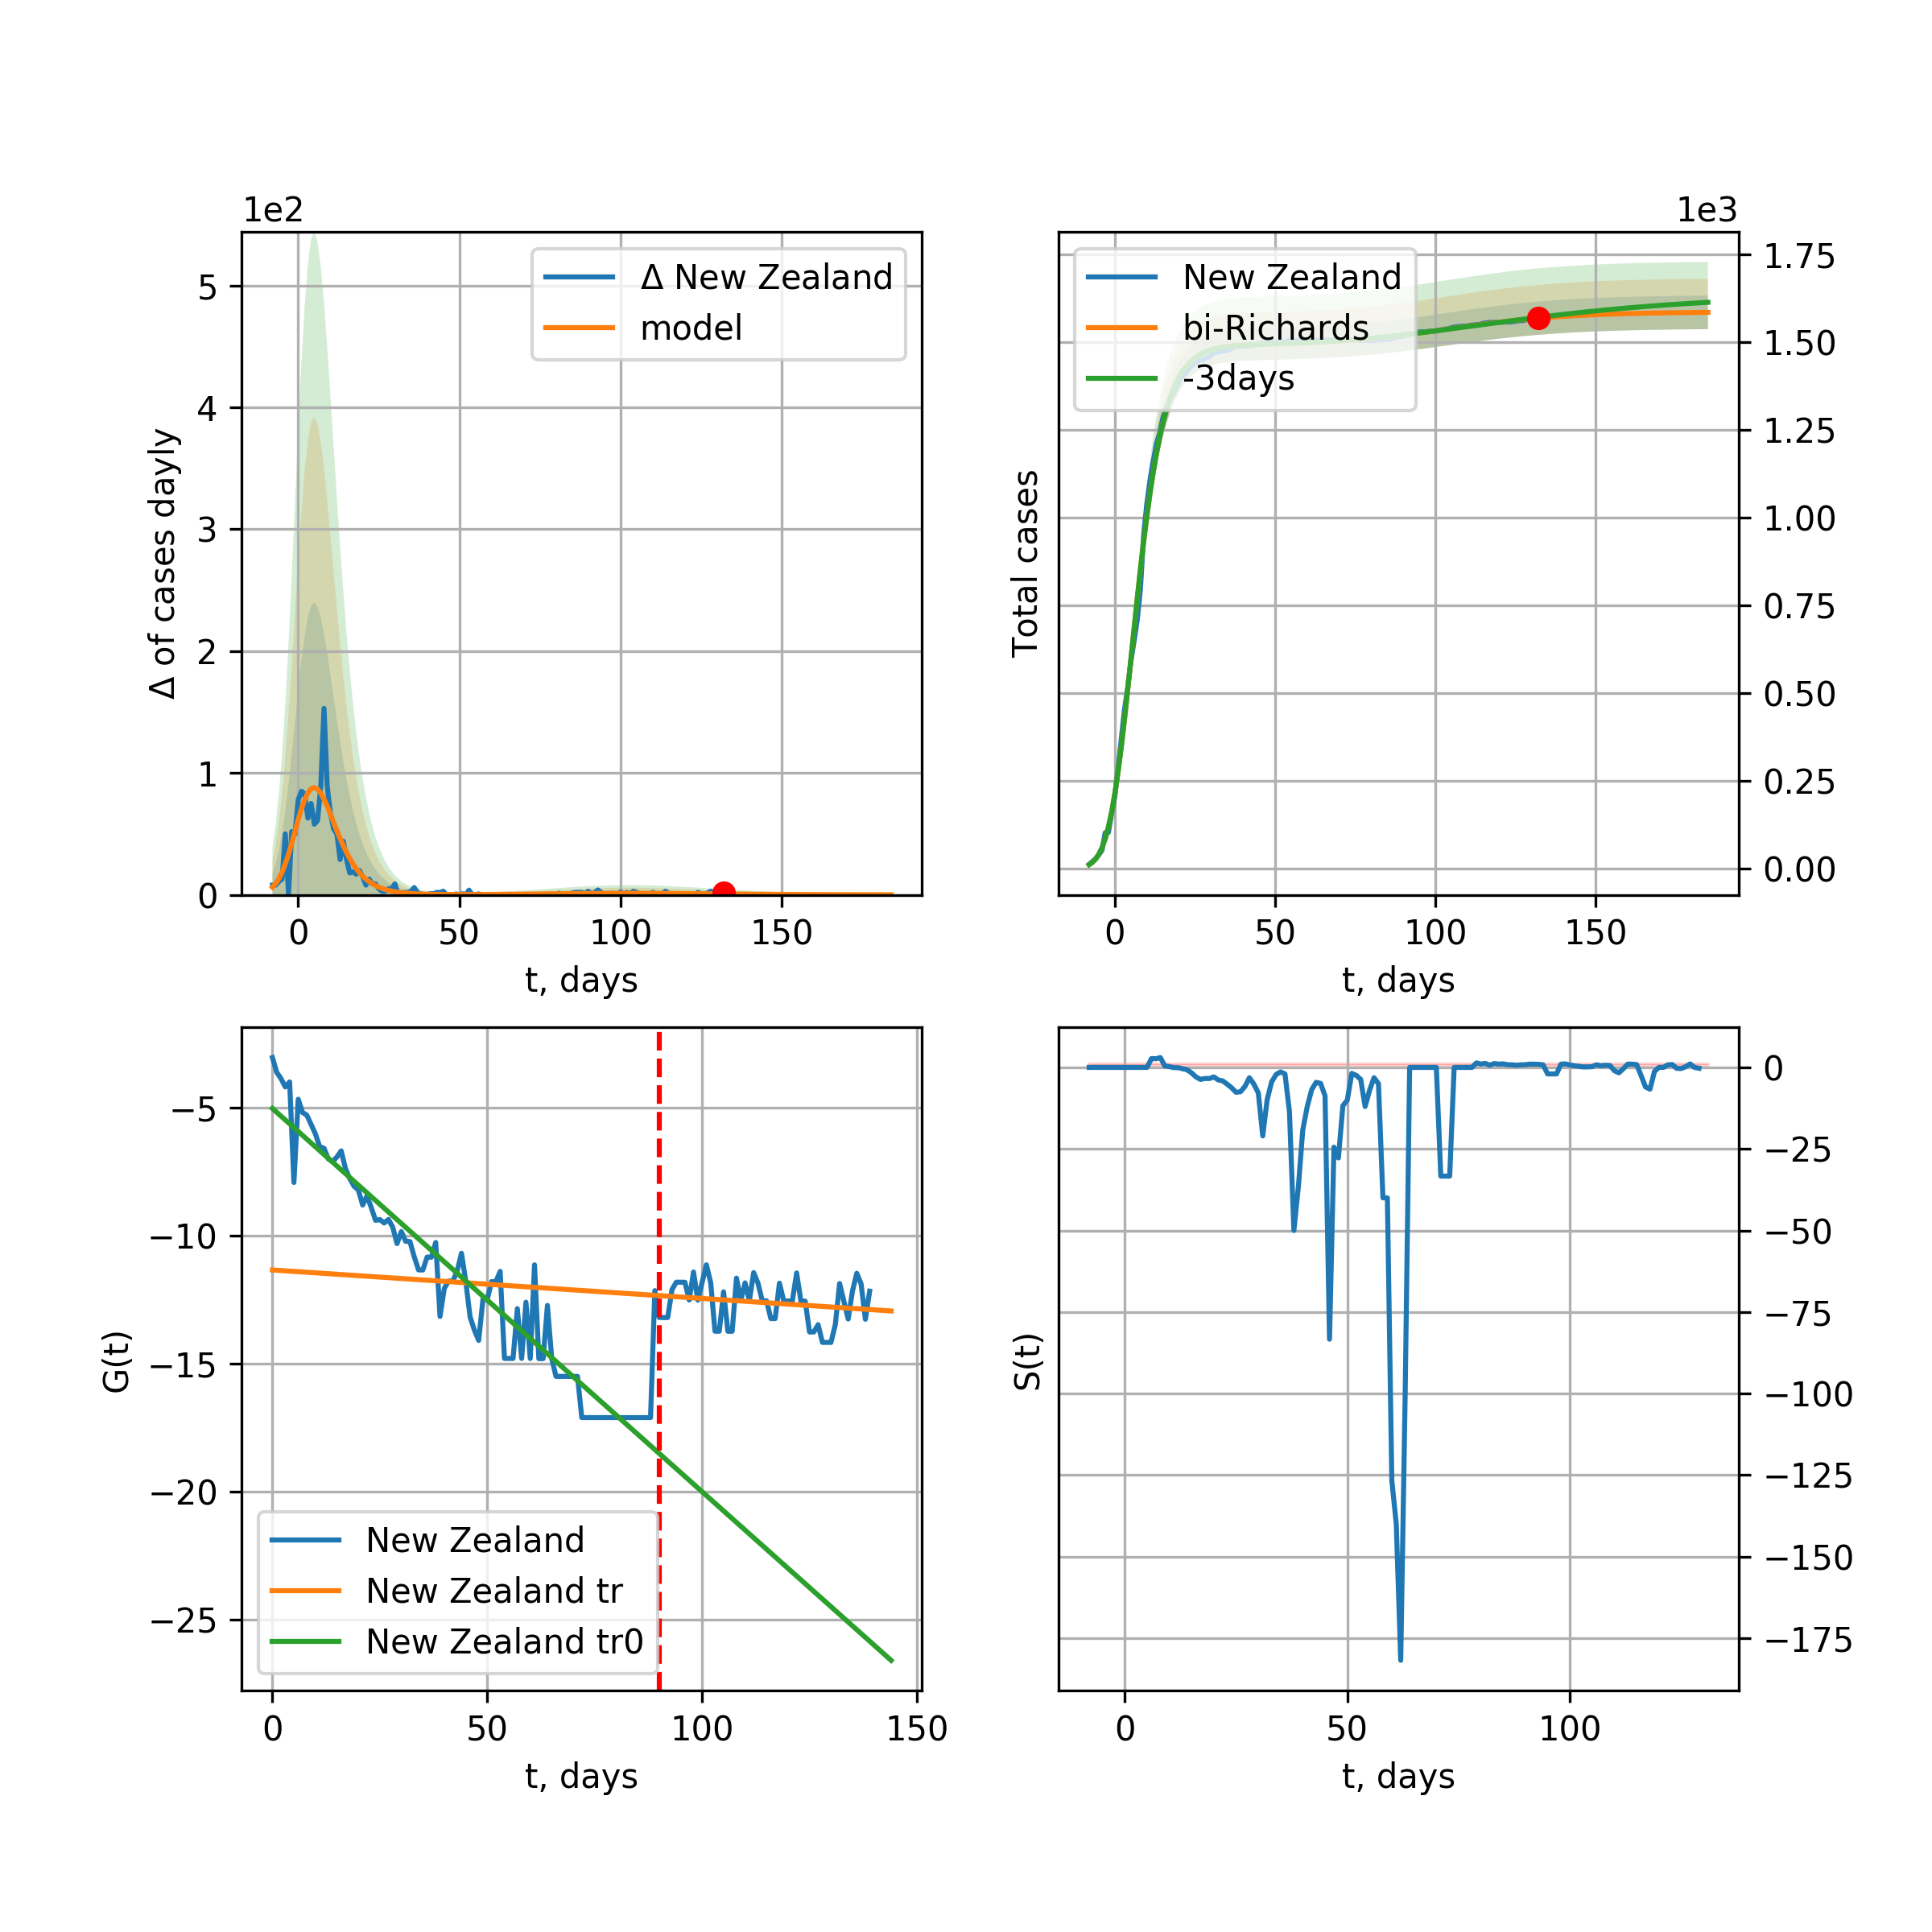 1e2
5
4
3
2
1
0
Δ of cases dayly
Δ New Zealand
model
0 50 100 150
t, days
1e3
New Zealand
bi-Richards
-3days
Total cases
1.75
1.50
1.25
1.00
0.75
0.50
0.25
0.00
0 50 100 150
t, days
−5
−10
−15
−20
−25
G(t)
New Zealand
New Zealand tr
New Zealand tr0
0 50 100 150
t, days
S(t)
0
−25
−50
−75
−100
−125
−150
−175
0 50 100
t, days